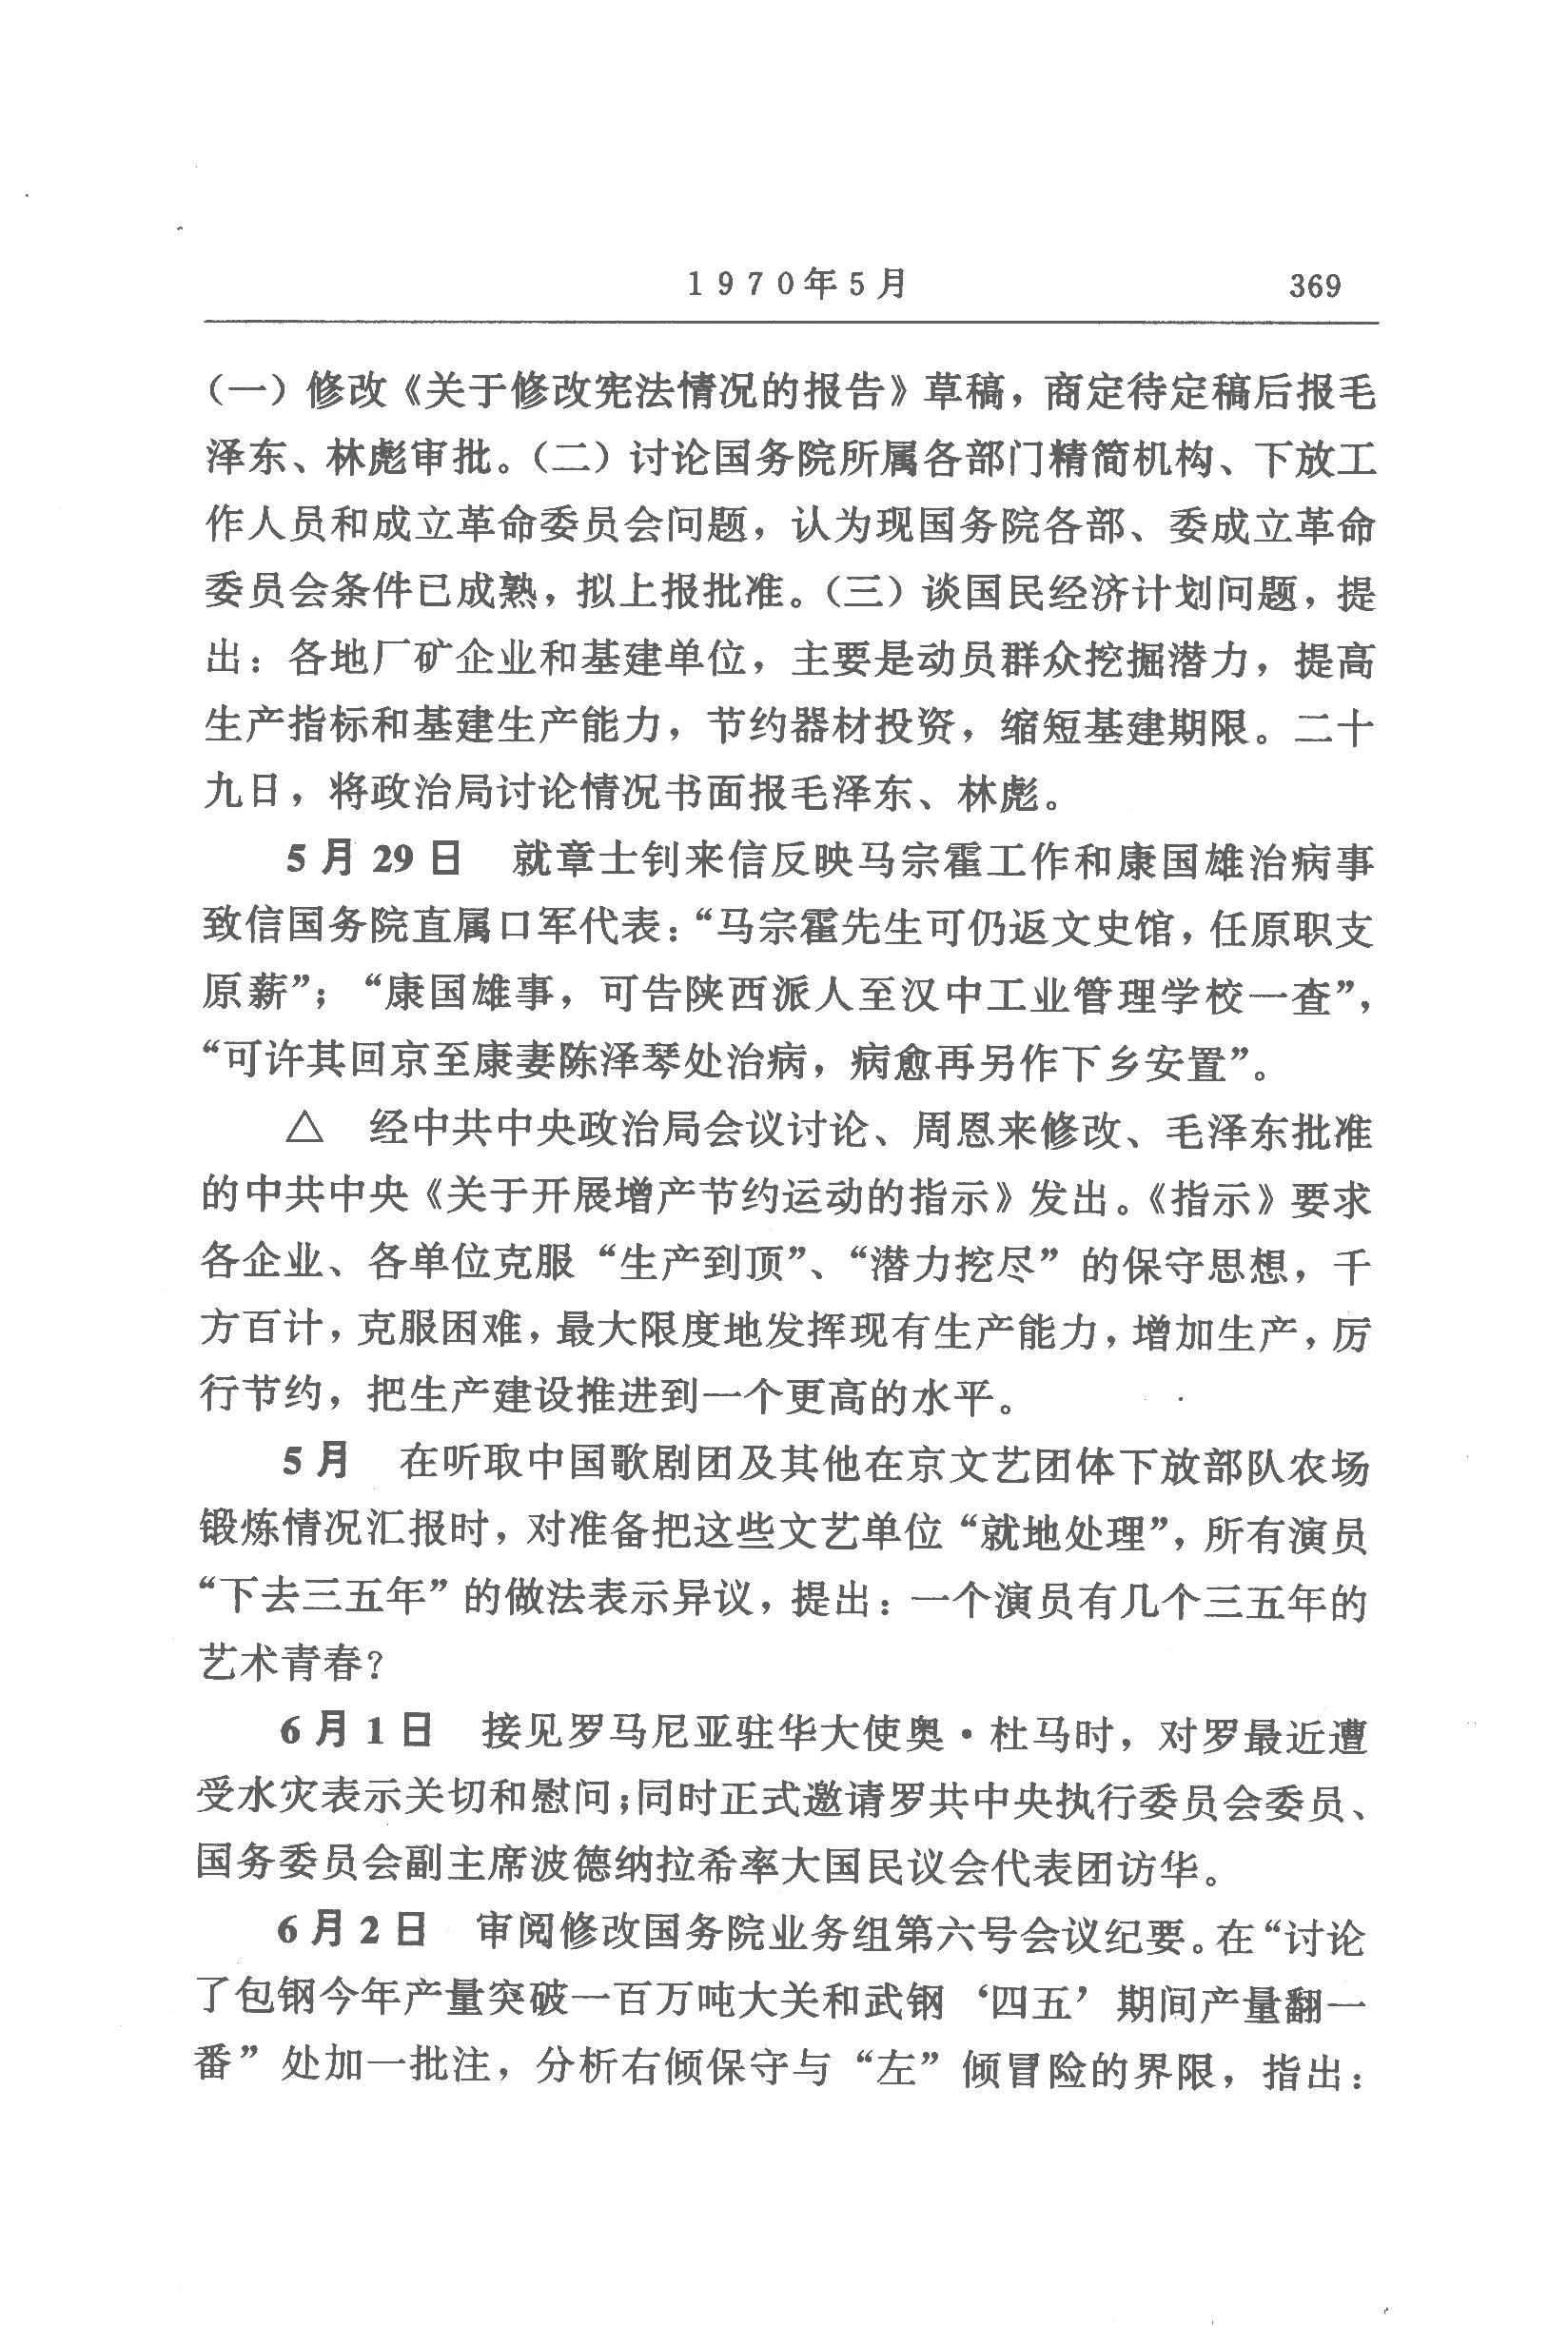 1970年5月 369
(一)修改《关于修改宪法情况的报告》草稿，商定待定稿后报毛
泽东、林彪审批。(二)讨论国务院所属各部门精简机构、下放工
作人员和成立革命委员会问题，认为现国务院各部、委成立革命
委员会条件已成熟，拟上报批准。(三)谈国民经济计划问题，提
出：各地厂矿企业和基建单位，主要是动员群众挖掘潜力，提高
生产指标和基建生产能力，节约器材投资，缩短基建期限。二十
九日，将政治局讨论情况书面报毛泽东、林彪。
5月29日 就章士钊来信反映马宗霍工作和康国雄治病事
致信国务院直属口军代表：“马宗霍先生可仍返文史馆，任原职支
原薪”；“康国雄事，可告陕西派人至汉中工业管理学校一查”，
“可许其回京至康妻陈泽琴处治病，病愈再另作下乡安置”。
△ 经中共中央政治局会议讨论、周恩来修改、毛泽东批准
的中共中央《关于开展增产节约运动的指示》发出。《指示》要求
各企业、各单位克服“生产到顶”、“潜力挖尽”的保守思想，千
方百计，克服困难，最大限度地发挥现有生产能力，增加生产，厉
行节约，把生产建设推进到一个更高的水平。
5月 在听取中国歌剧团及其他在京文艺团体下放部队农场
锻炼情况汇报时，对准备把这些文艺单位“就地处理”，所有演员
“下去三五年”的做法表示异议，提出：一个演员有几个三五年的
艺术青春？
6月1日 接见罗马尼亚驻华大使奥·杜马时，对罗最近遭
受水灾表示关切和慰问；同时正式邀请罗共中央执行委员会委员、
国务委员会副主席波德纳拉希率大国民议会代表团访华。
6月2日 审阅修改国务院业务组第六号会议纪要。在“讨论
了包钢今年产量突破一百万吨大关和武钢‘四五’期间产量翻一
番”处加一批注，分析右倾保守与“左”倾冒险的界限，指出：